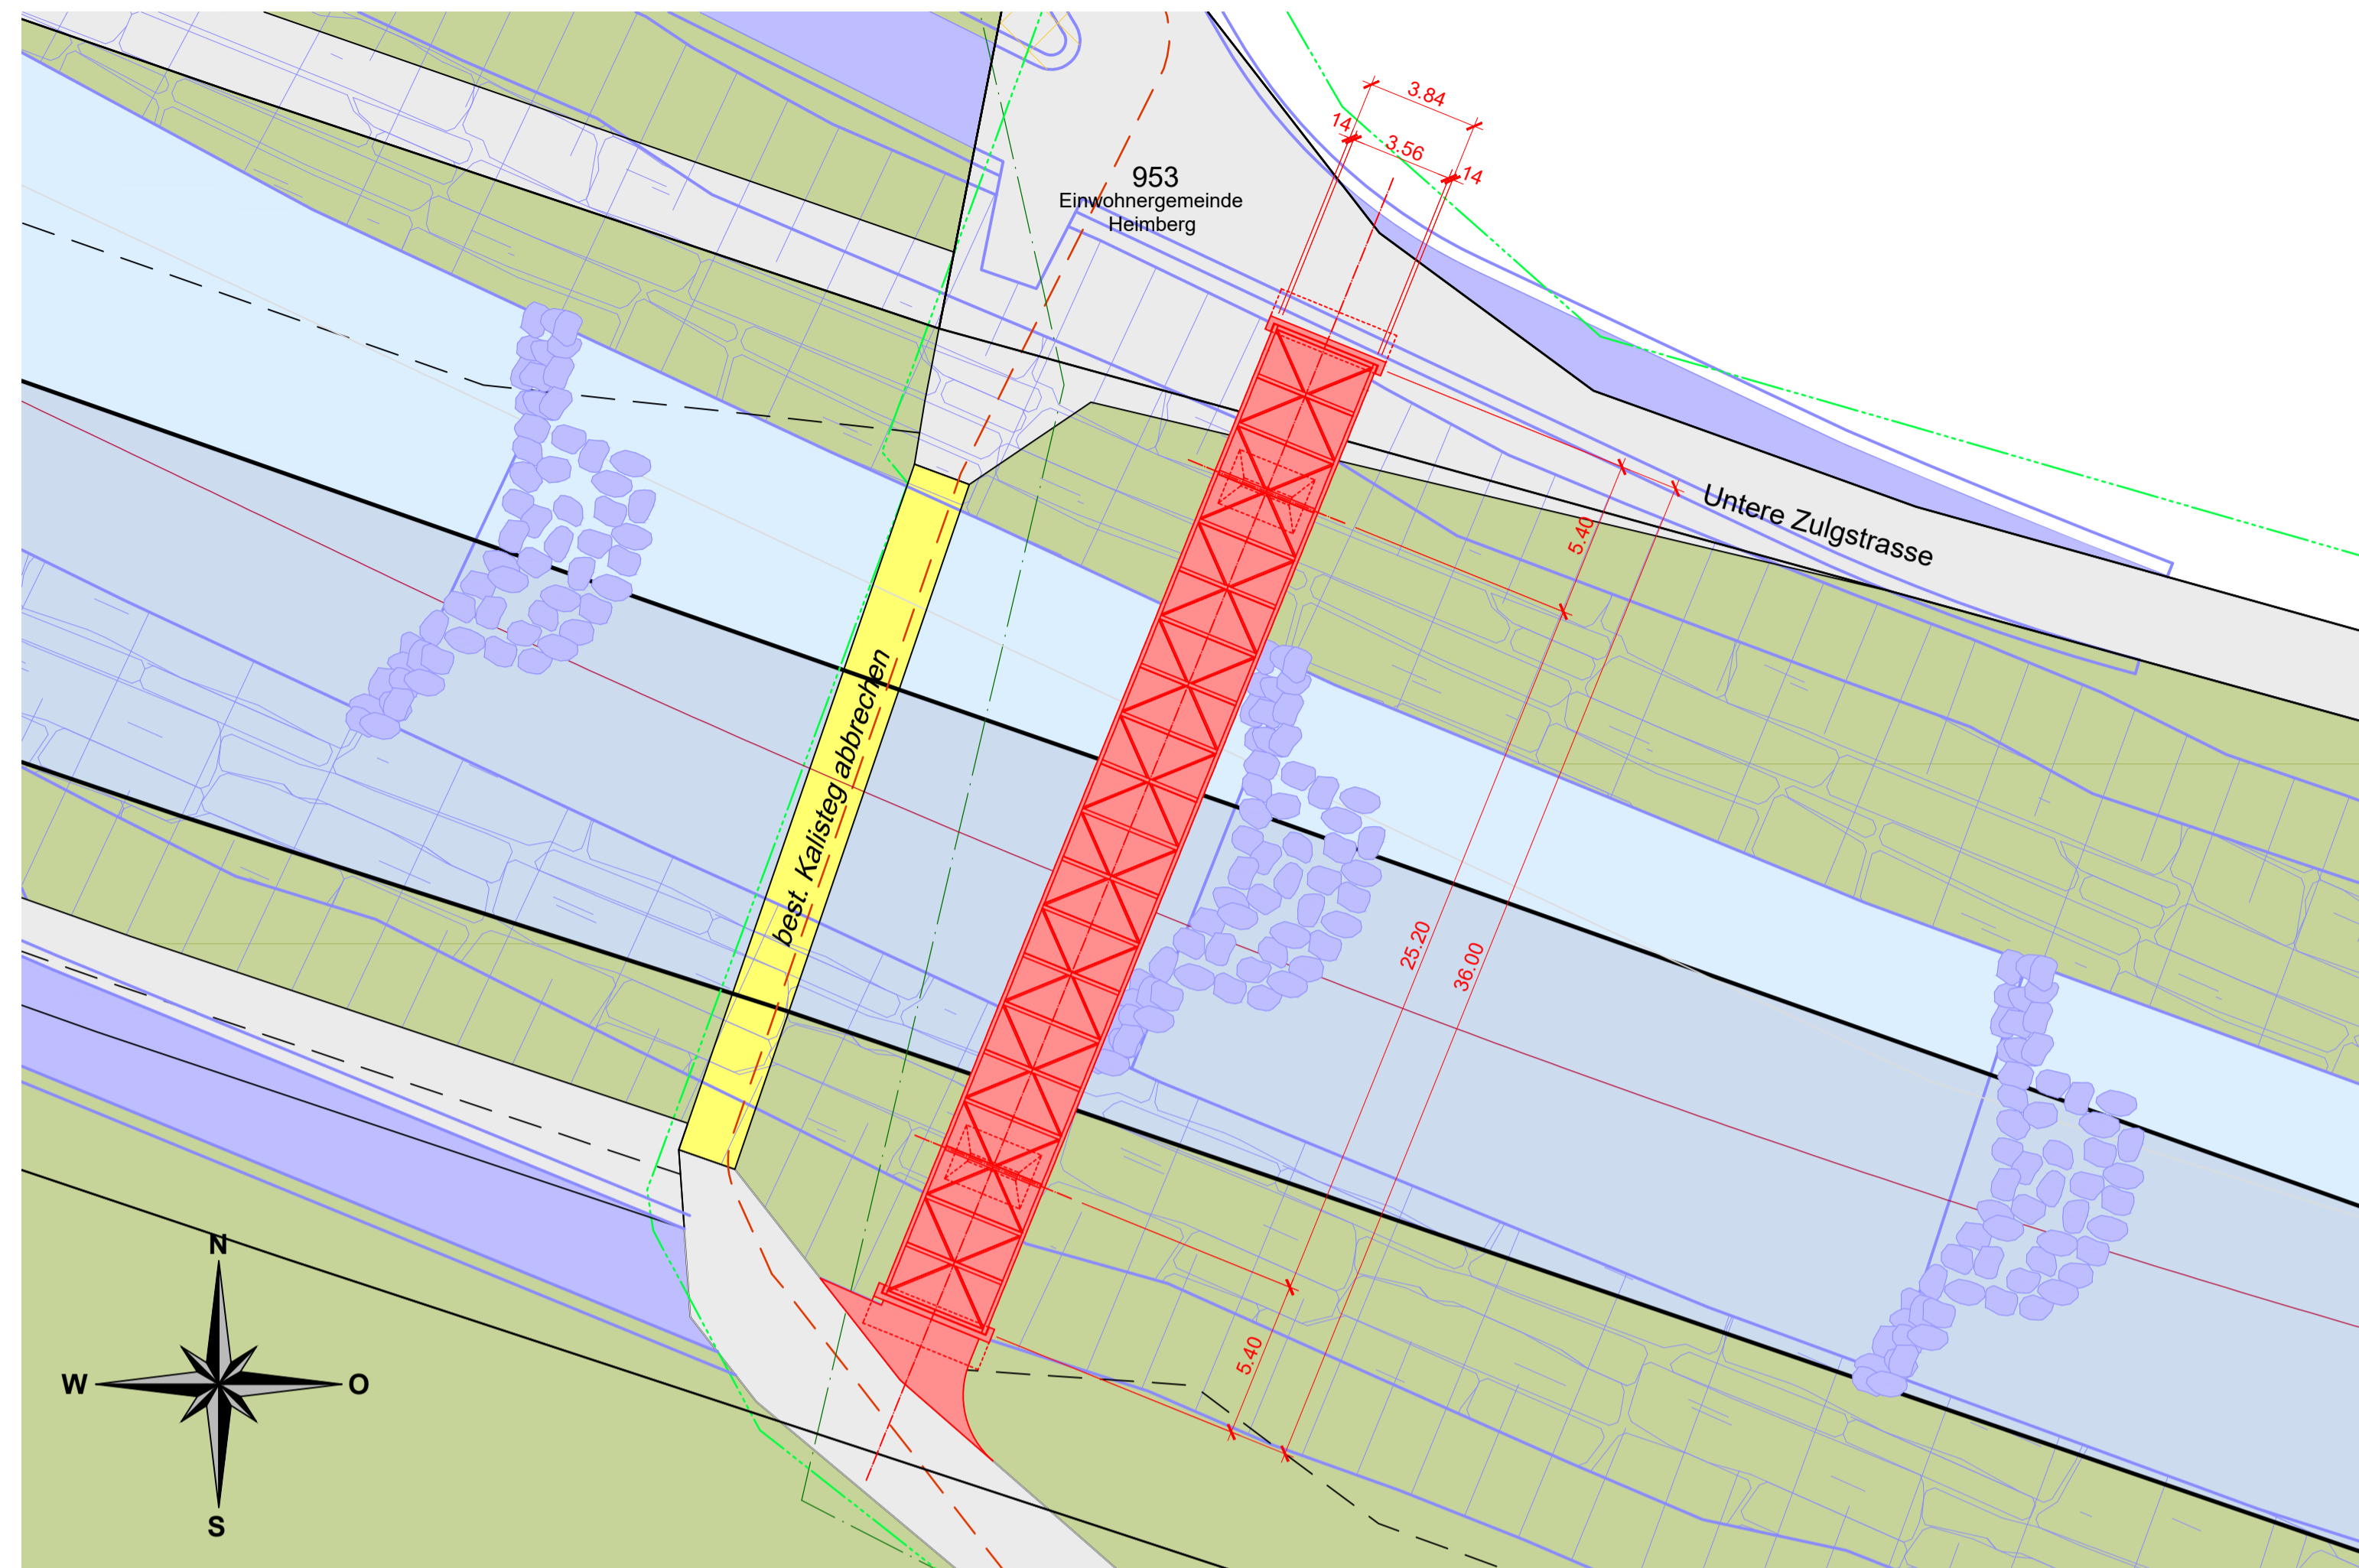 3.84
14
3.56
14
953
Einwohnergemeinde
Heimberg
Untere Zulgstrasse
5.40
best. Kalisteg abbrechen
25.20
36.00
5.40
N
W
O
S